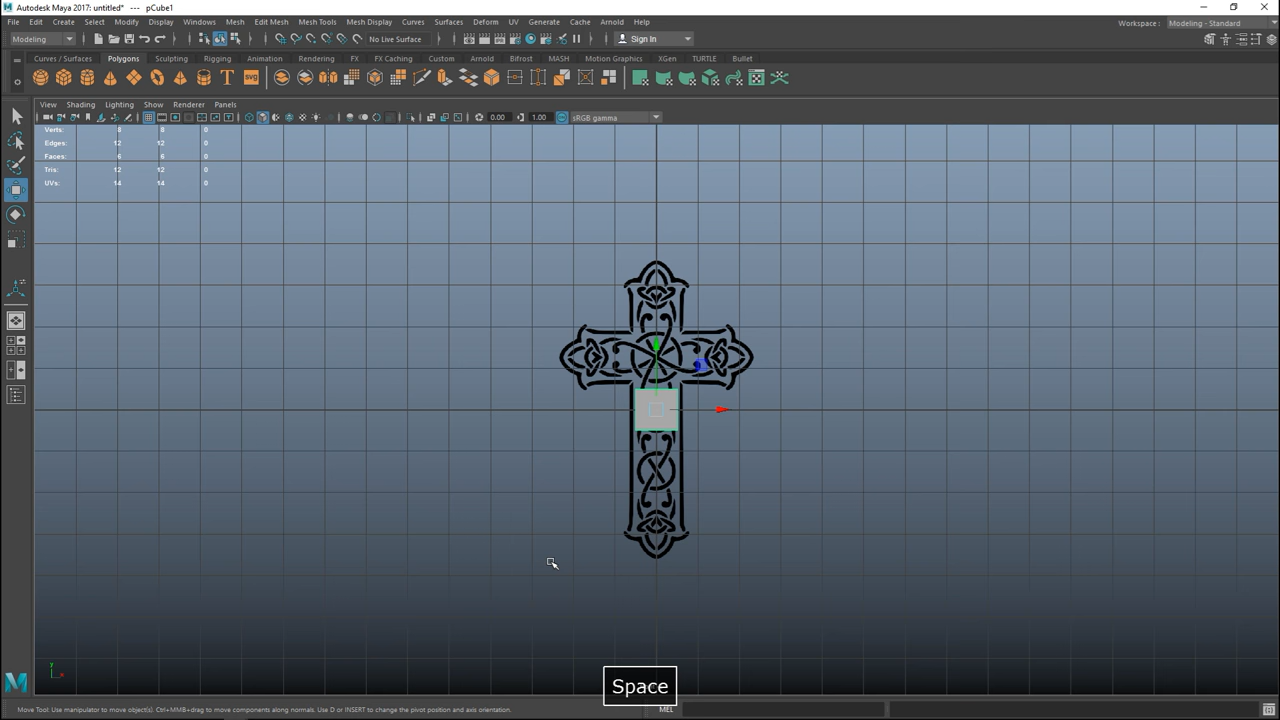 Autodesk Maya 2017: untitled* --- pCube1
File Edit Create Select Modify Display Windows Mesh Edit Mesh Mesh Tools Mesh Display Curves Surfaces Deform UV Generate Cache Arnold Help
Workspace : Modeling - Standard
Modeling No Live Surface Sign In
Curves / Surfaces Polygons Sculpting Rigging Animation Rendering FX FX Caching Custom Arnold Bifrost MASH Motion Graphics XGen TURTLE Bullet
T svg
View Shading Lighting Show Renderer Panels
0.00 1.00 sRGB gamma
Verts: 8 8 0
Edges: 12 12 0
Faces: 6 6 0
Tris: 12 12 0
UVs: 14 14 0
y
x
Space
Move Tool: Use manipulator to move object(s). Ctrl+MMB+drag to move components along normals. Use D or INSERT to change the pivot position and axis orientation. MEL